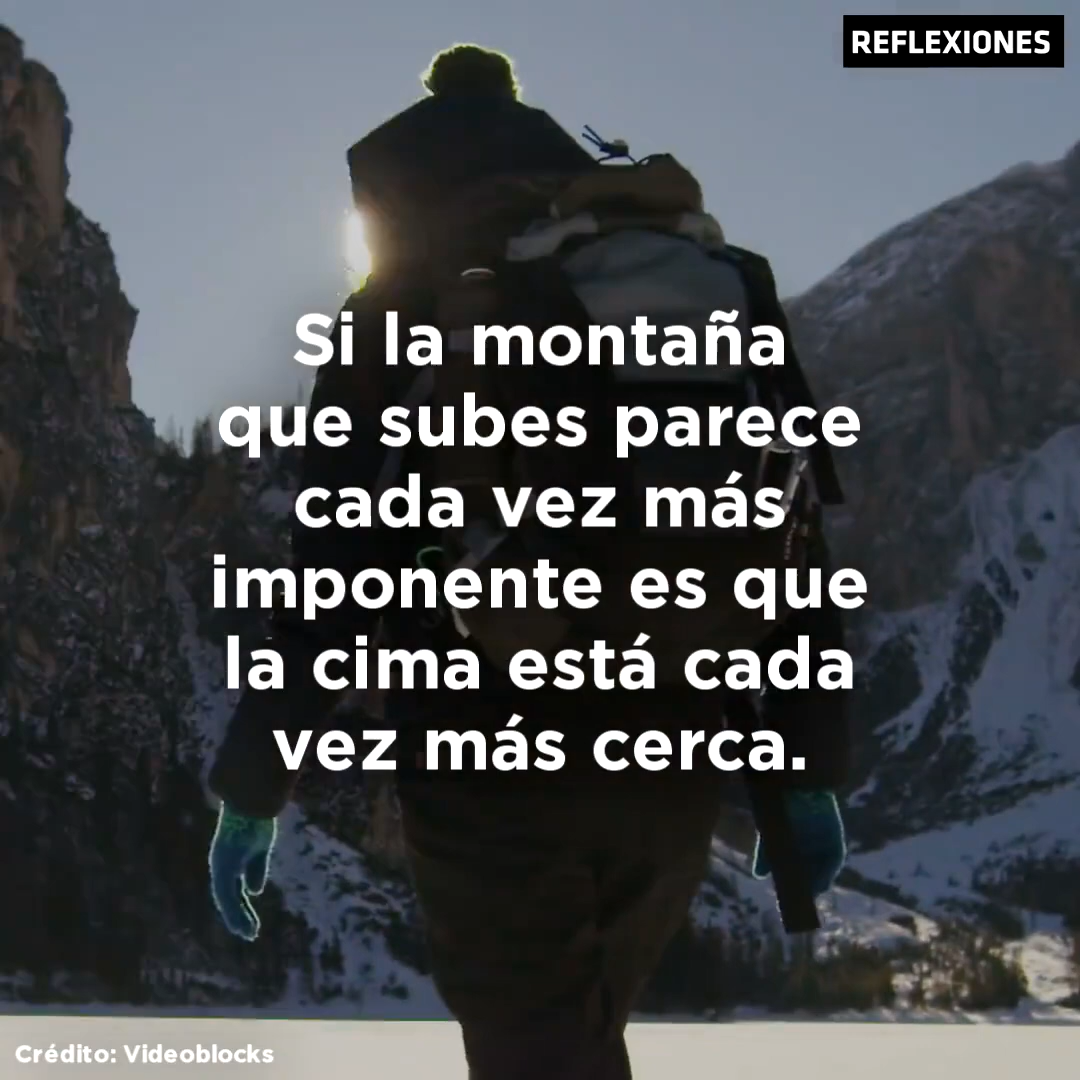 REFLEXIONES
Si la montaña
que subes parece
cada vez más
imponente es que
la cima está cada
vez más cerca.
Crédito: Videoblocks